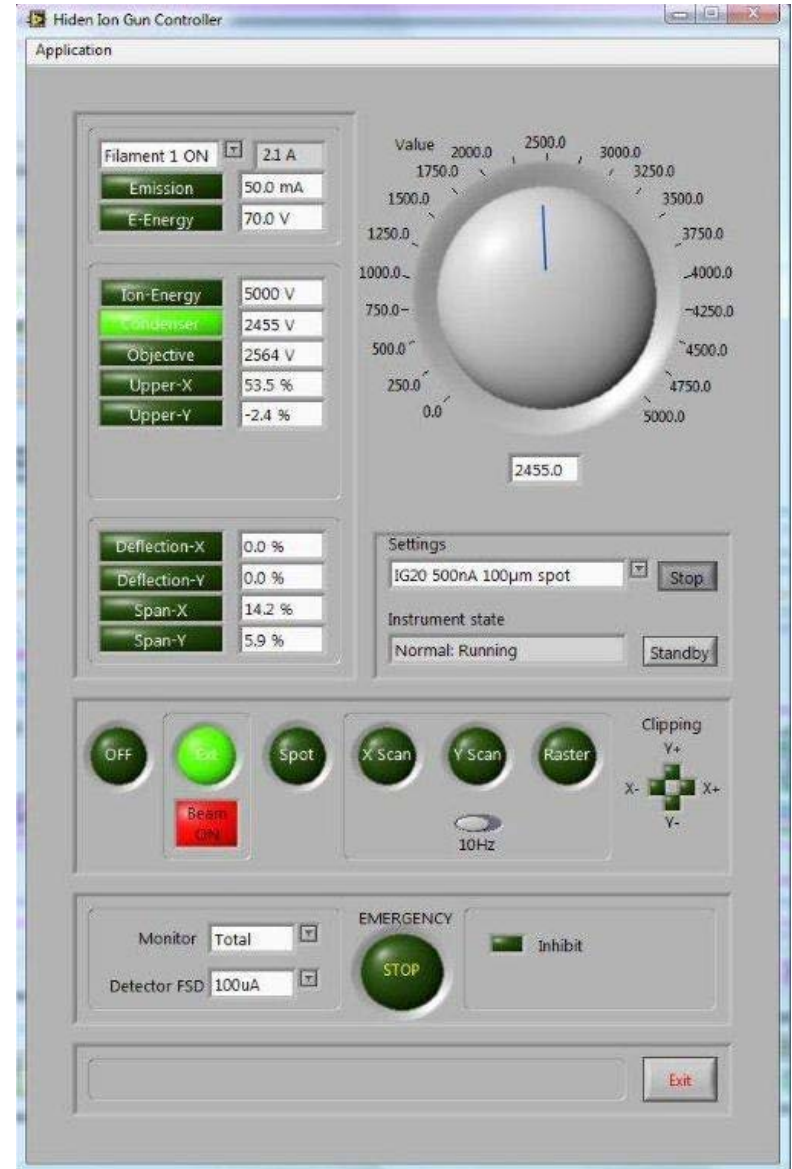 Hiden Ion Gun Controller
Application
Filament 1 ON 2.1 A
Emission 50.0 mA
E-Energy 70.0 V
Ion-Energy 5000 V
Condenser 2455 V
Objective 2564 V
Upper-X 53.5 %
Upper-Y -2.4 %
Deflection-X 0.0 %
Deflection-Y 0.0 %
Span-X 14.2 %
Span-Y 5.9 %
Value
0.0
250.0
500.0
750.0
1000.0
1250.0
1500.0
1750.0
2000.0
2500.0
3000.0
3250.0
3500.0
3750.0
4000.0
4250.0
4500.0
4750.0
5000.0
2455.0
Settings
IG20 500nA 100µm spot Stop
Instrument state
Normal: Running Standby
OFF Ext Spot X Scan Y Scan Raster
Beam
ON
10Hz
Clipping
Y+
X- X+
Y-
Monitor Total
Detector FSD 100uA
EMERGENCY
STOP
Inhibit
Exit